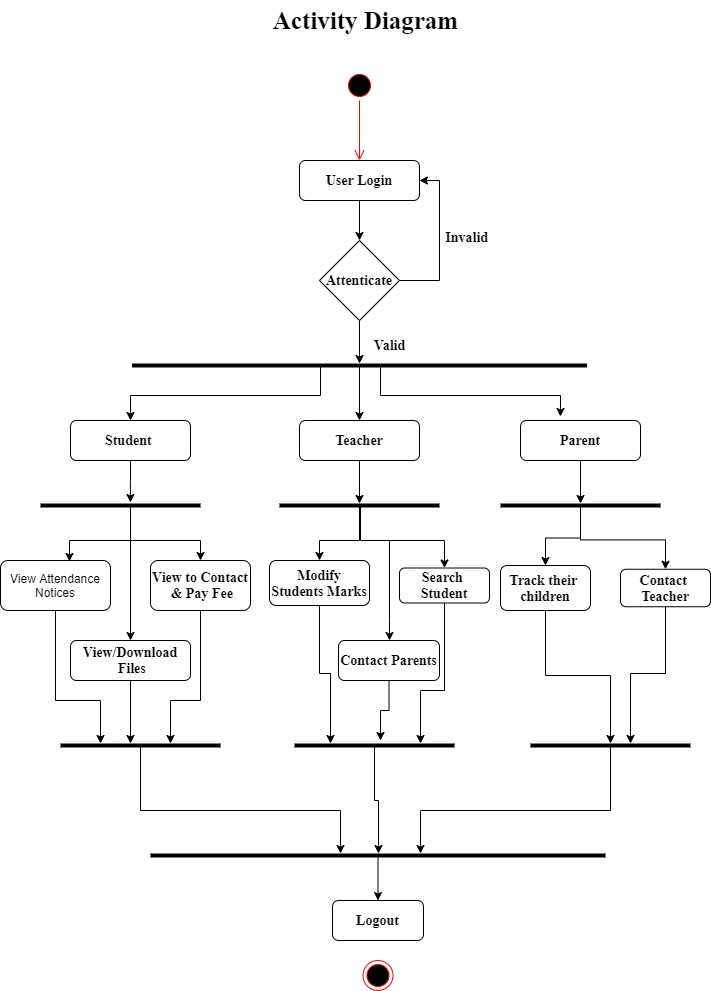 Activity Diagram
User Login
Invalid
Attenticate
Valid
Student
Teacher
Parent
View Attendance
Notices
View to Contact
& Pay Fee
View/Download
Files
Modify
Students Marks
Search
Student
Contact Parents
Track their
children
Contact
Teacher
Logout